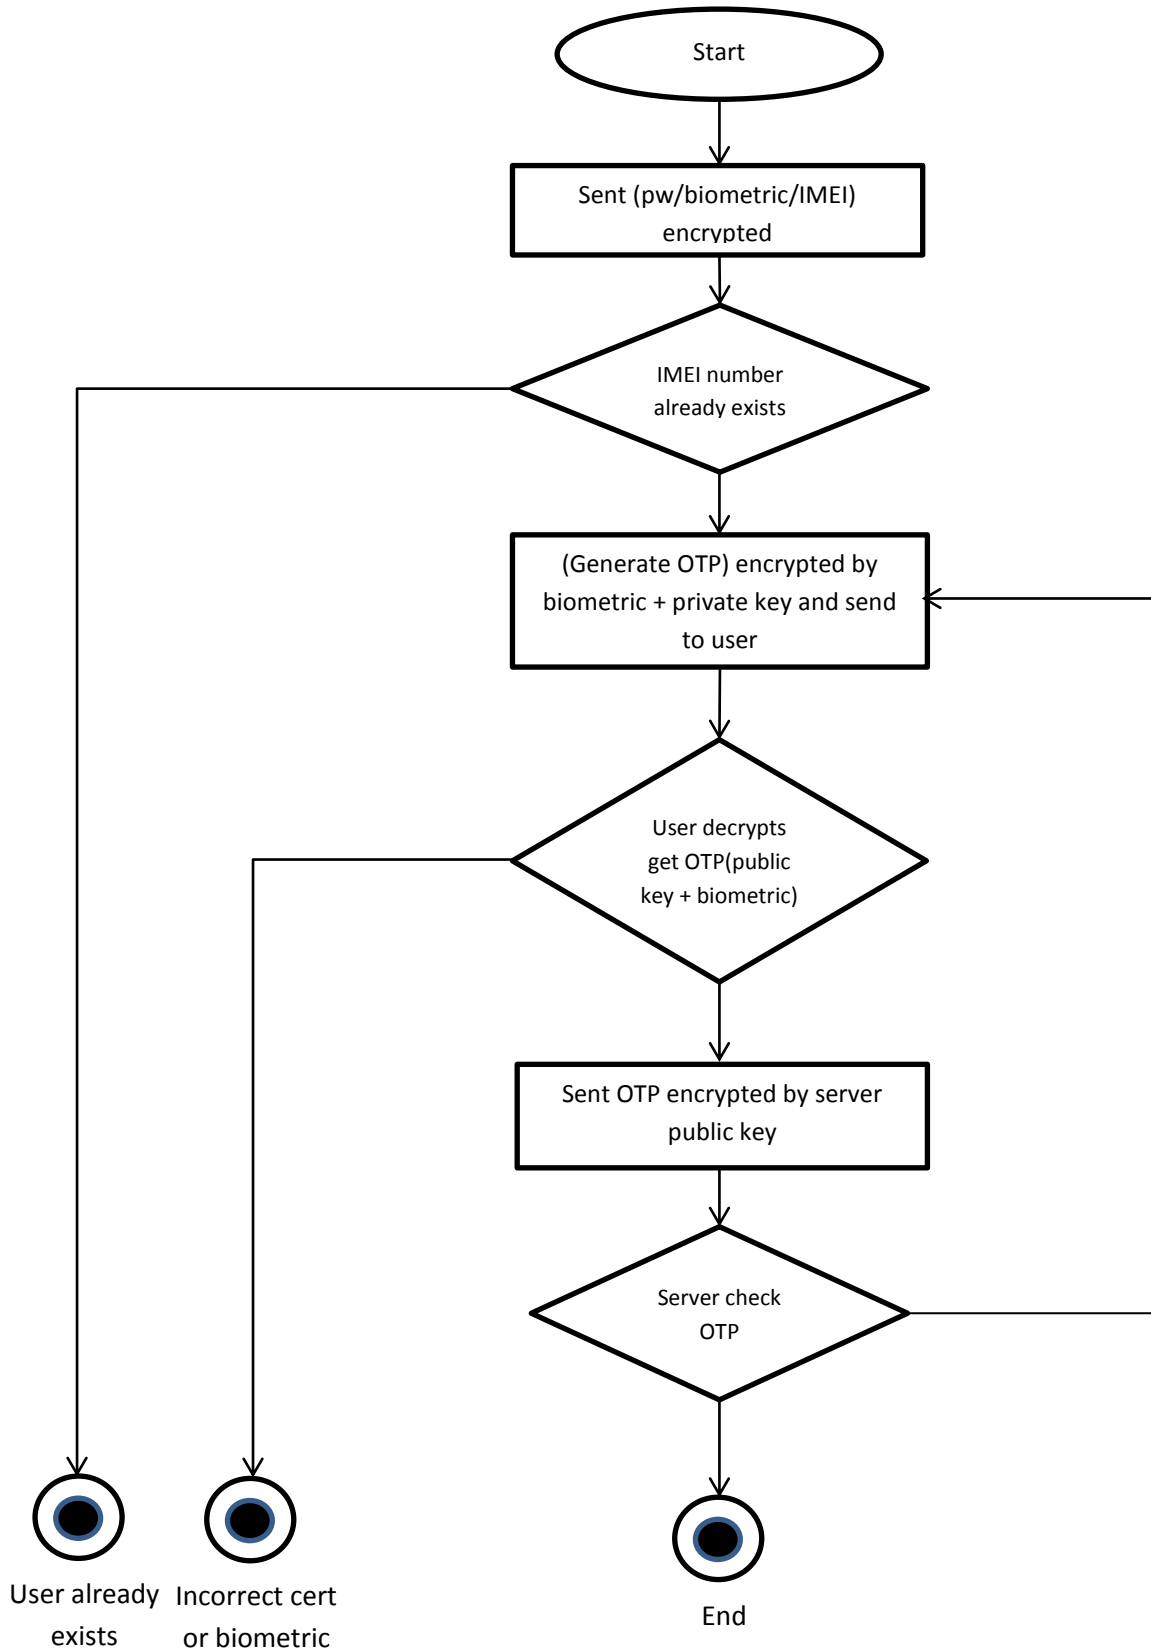 Start
Sent (pw/biometric/IMEI)
encrypted
IMEI number
already exists
(Generate OTP) encrypted by
biometric + private key and send
to user
User decrypts
get OTP(public
key + biometric)
Sent OTP encrypted by server
public key
Server check
OTP
User already
exists
Incorrect cert
or biometric
End